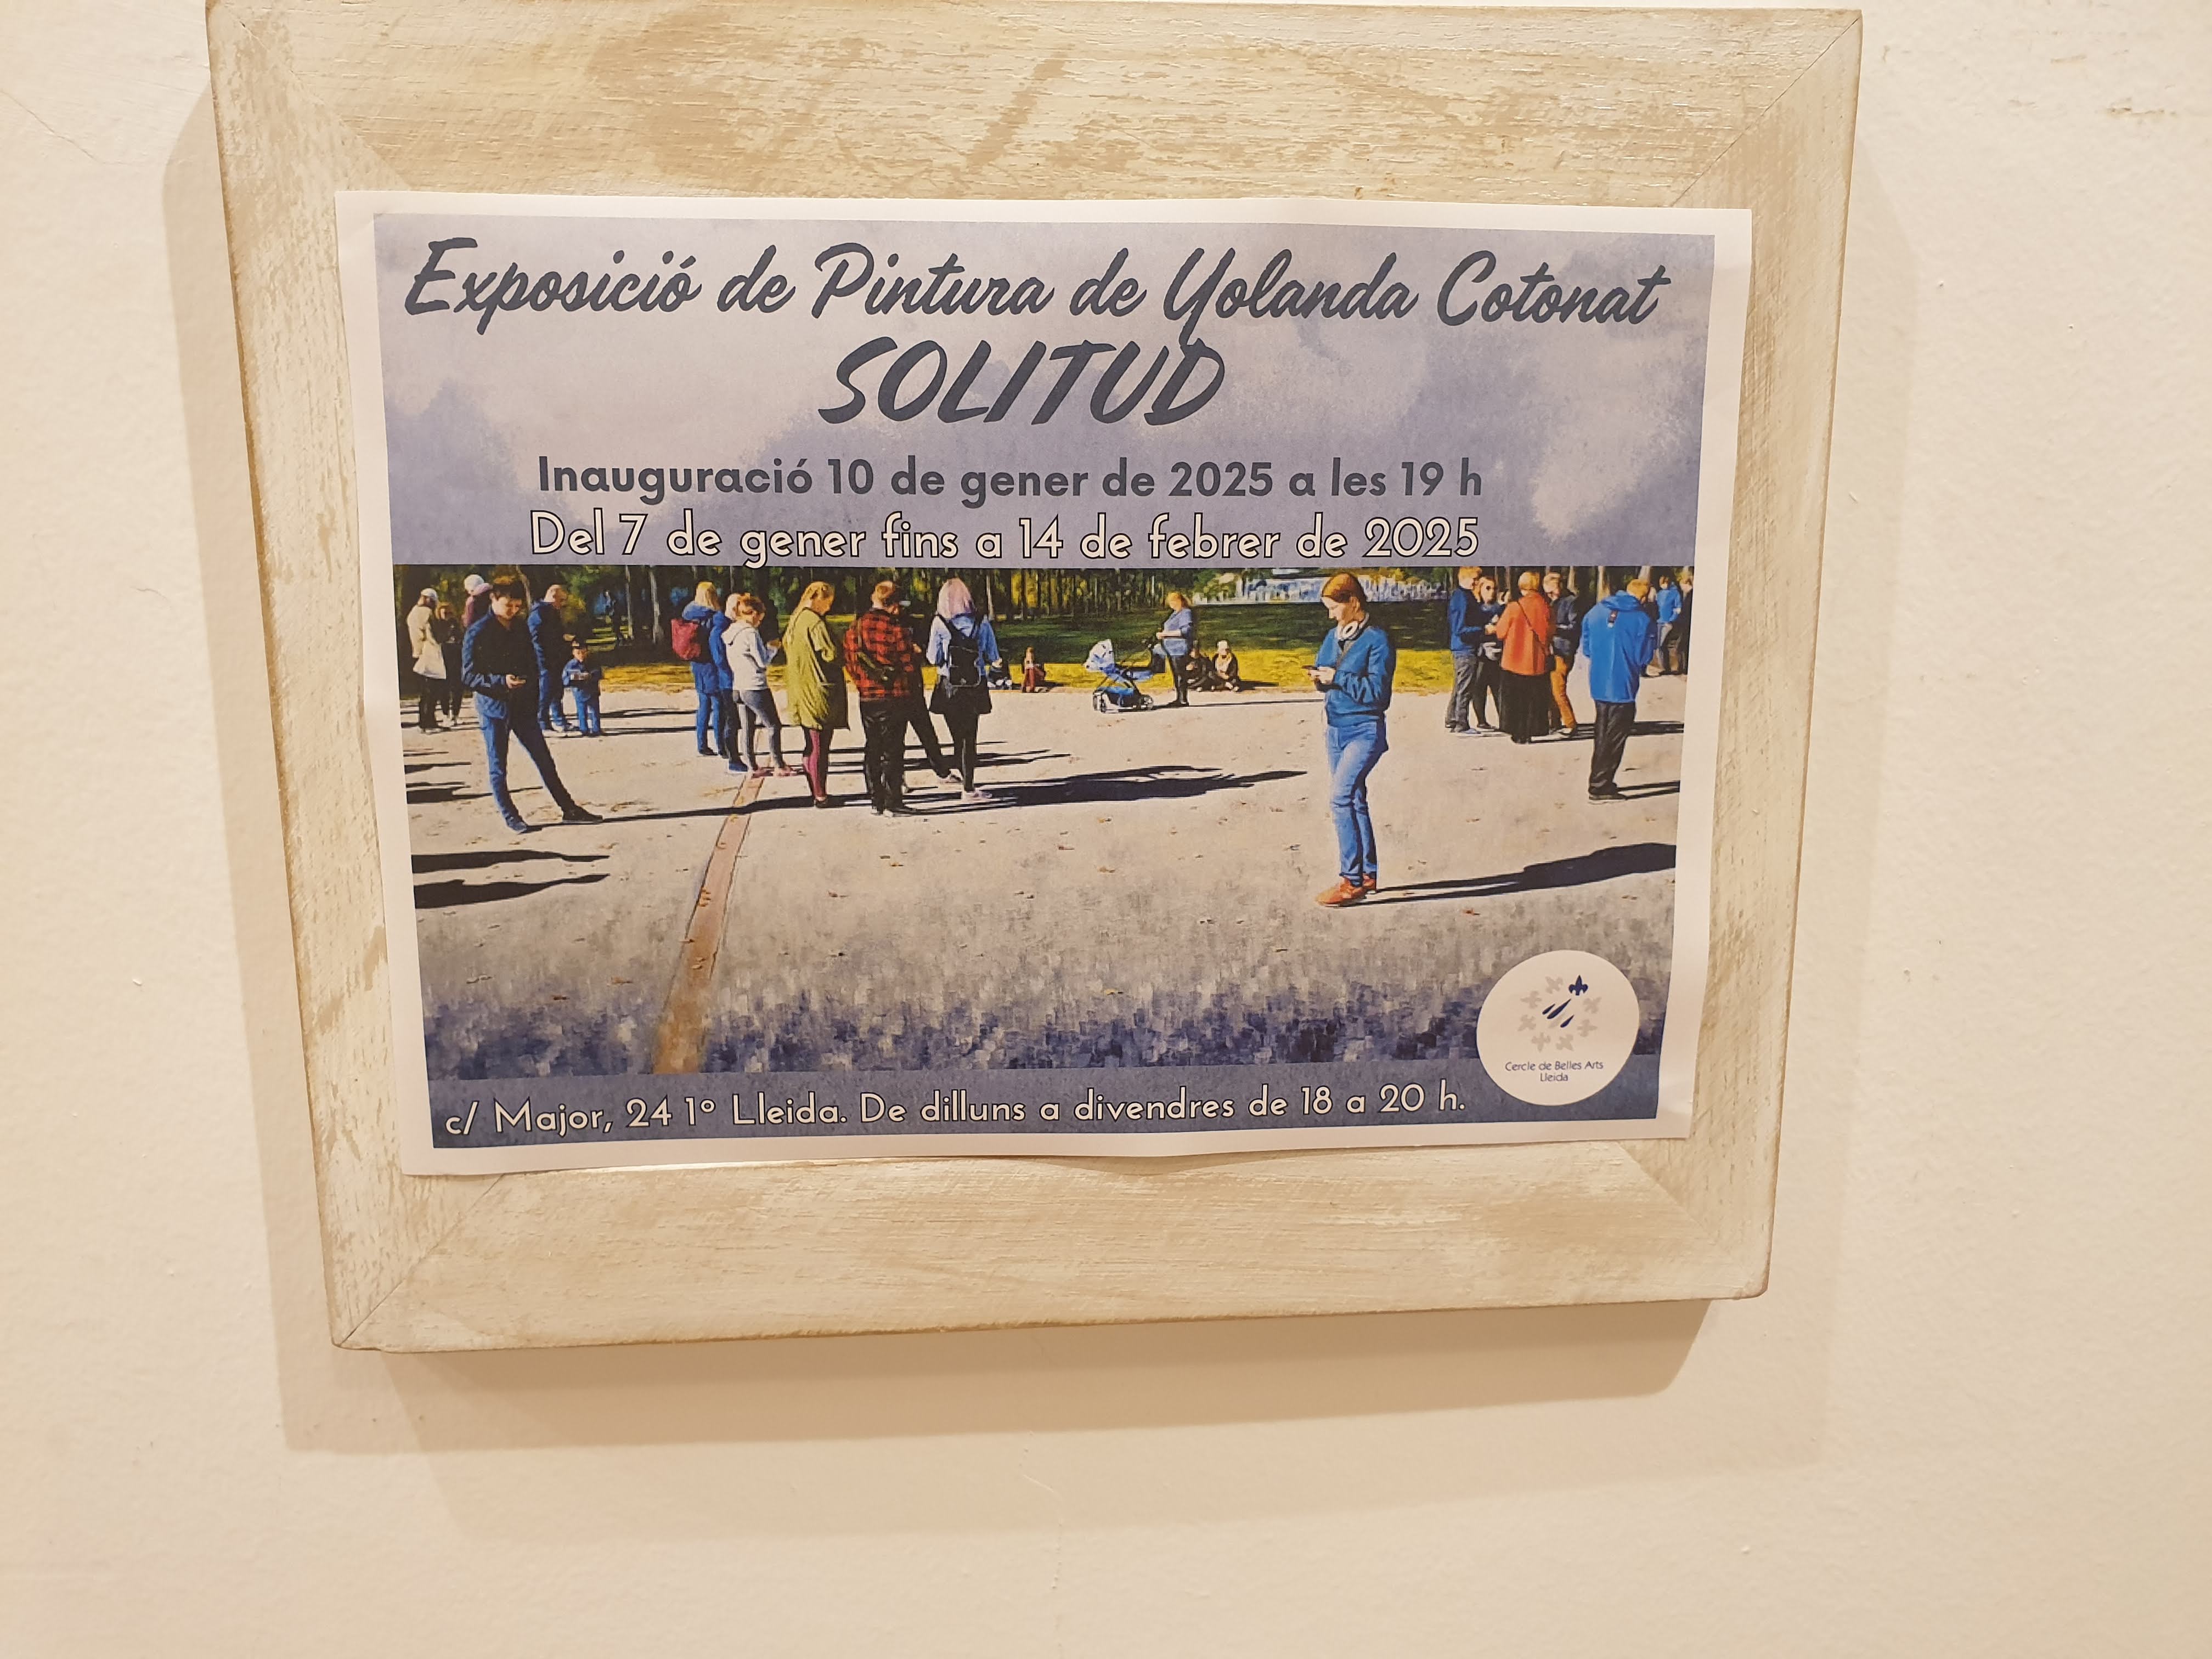 Exposició de Pintura de Yolanda Cotonat
SOLITUD
Inauguració 10 de gener de 2025 a les 19 h
Del 7 de gener fins a 14 de febrer de 2025
Cercle de Belles Arts
Lleida
c/ Major, 24 1º Lleida. De dilluns a divendres de 18 a 20 h.